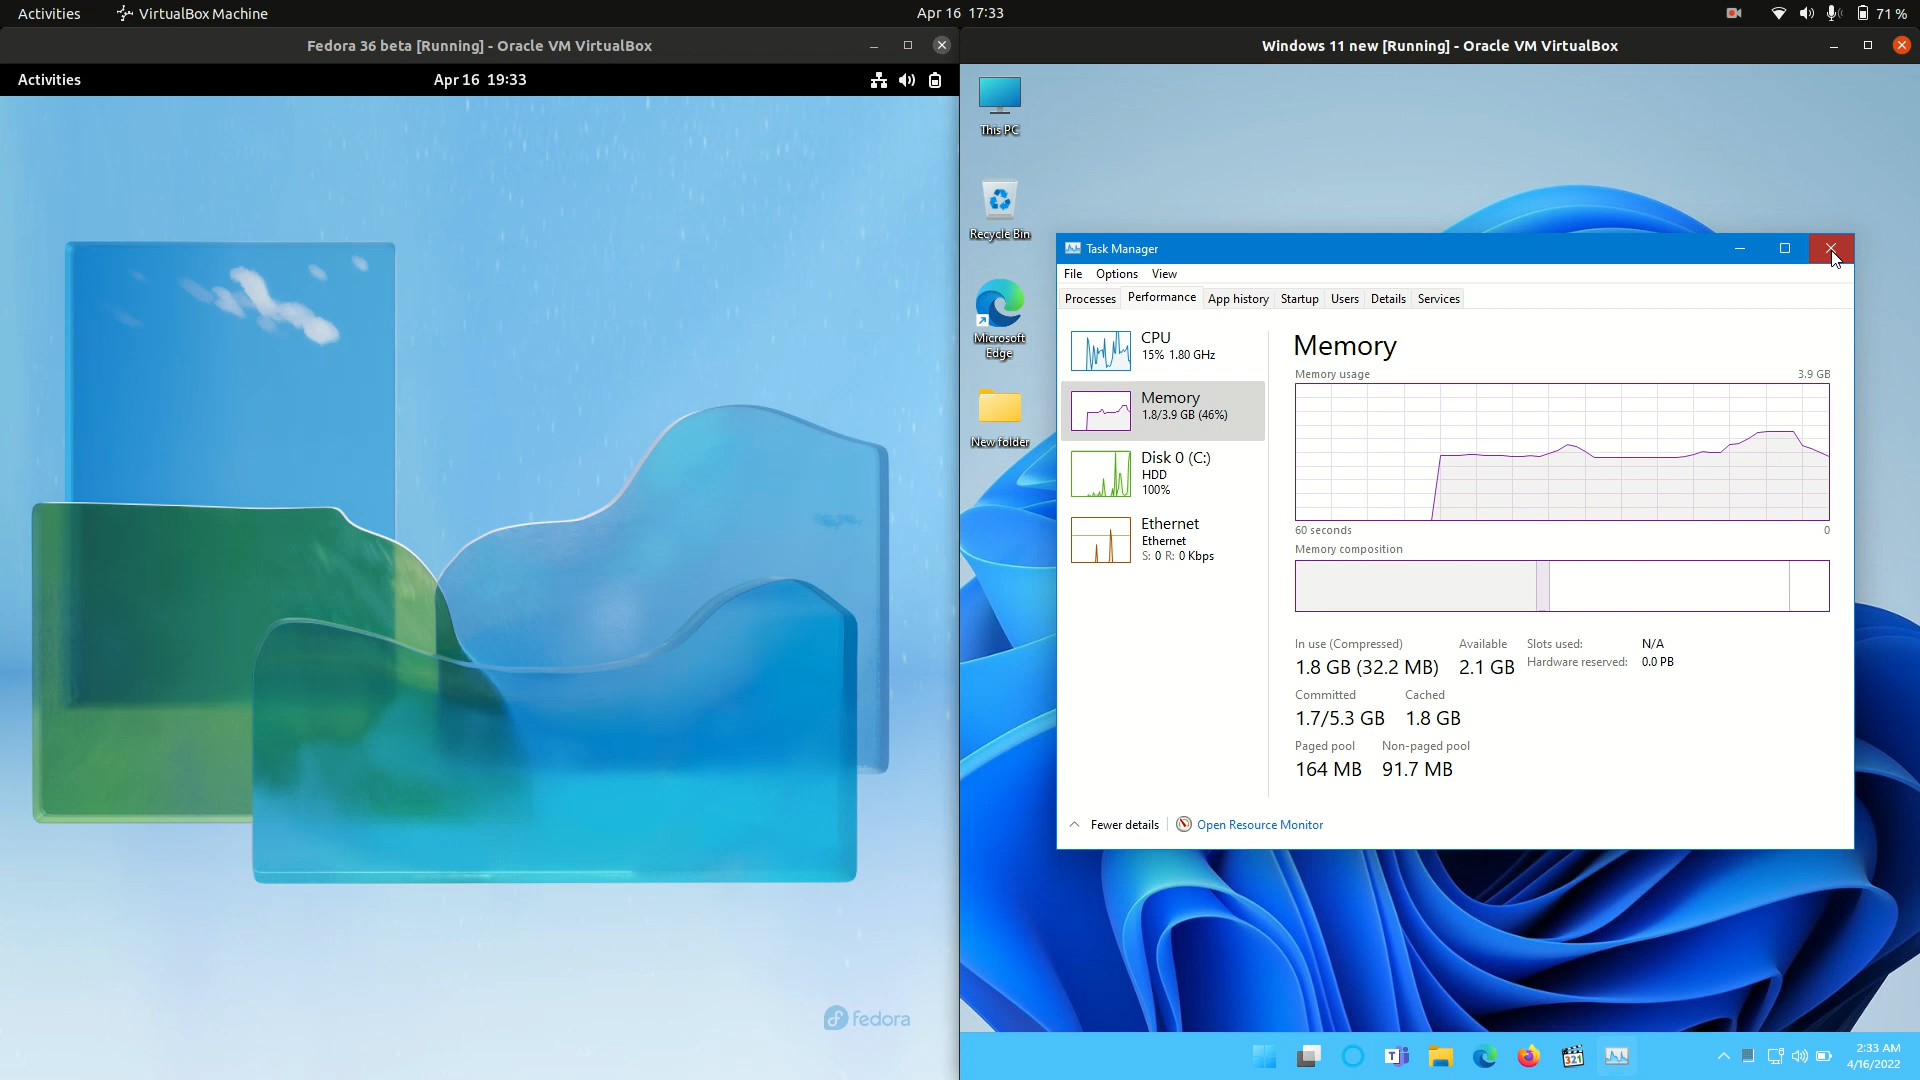 Activities
VirtualBox Machine
Apr 16 17:33
71 %
Fedora 36 beta [Running] - Oracle VM VirtualBox
Activities
Apr 16 19:33
fedora
Windows 11 new [Running] - Oracle VM VirtualBox
This PC
Recycle Bin
Microsoft
Edge
New folder
Task Manager
File Options View
Processes Performance App history Startup Users Details Services
CPU
15% 1.80 GHz
Memory
1.8/3.9 GB (46%)
Disk 0 (C:)
HDD
100%
Ethernet
Ethernet
S: 0 R: 0 Kbps
Memory
Memory usage 3.9 GB
60 seconds 0
Memory composition
In use (Compressed) Available Slots used: N/A
1.8 GB (32.2 MB) 2.1 GB Hardware reserved: 0.0 PB
Committed Cached
1.7/5.3 GB 1.8 GB
Paged pool Non-paged pool
164 MB 91.7 MB
Fewer details Open Resource Monitor
T
321
2:33 AM
4/16/2022